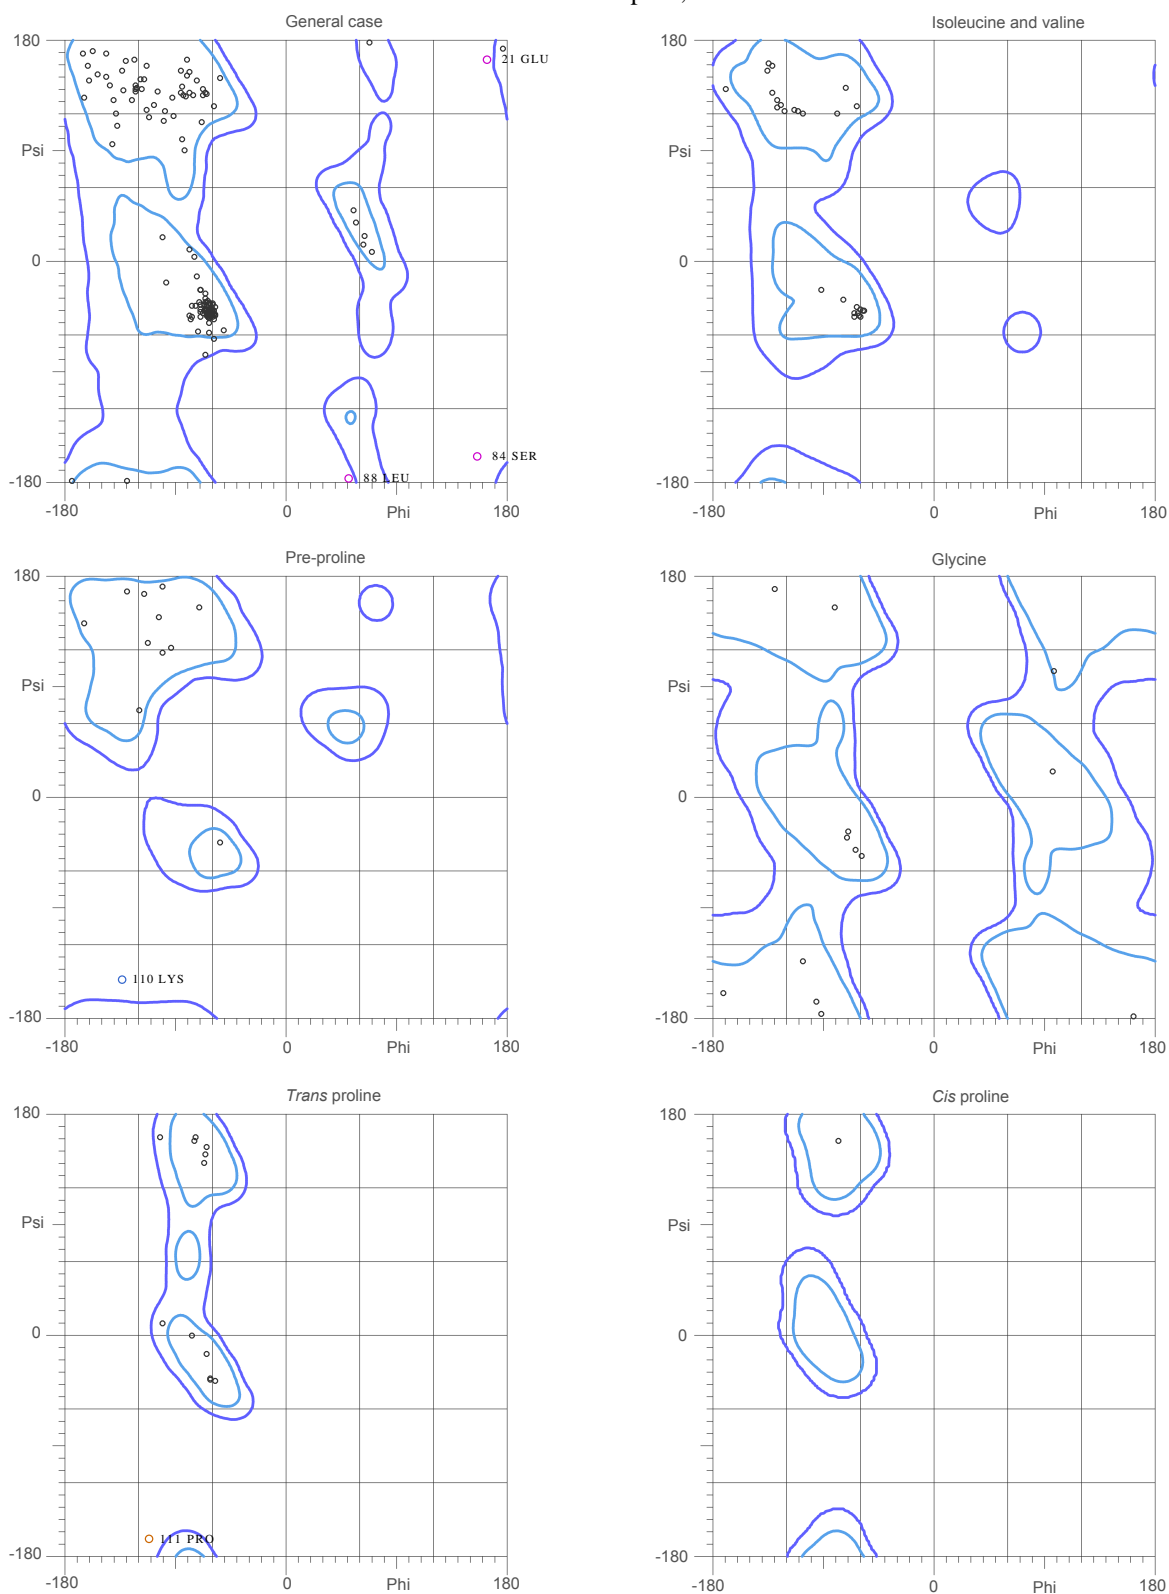 General case
Isoleucine and valine
180
21 GLU
180
Psi
Psi
0
0
84 SER
88 LEU
-180
-180
-180
0
Phi
180
-180
0
Phi
180
Pre-proline
Glycine
180
180
Psi
Psi
0
0
110 LYS
-180
-180
-180
0
Phi
180
-180
0
Phi
180
Trans proline
Cis proline
180
180
Psi
Psi
0
0
111 PRO
-180
-180
-180
0
Phi
180
-180
0
Phi
180